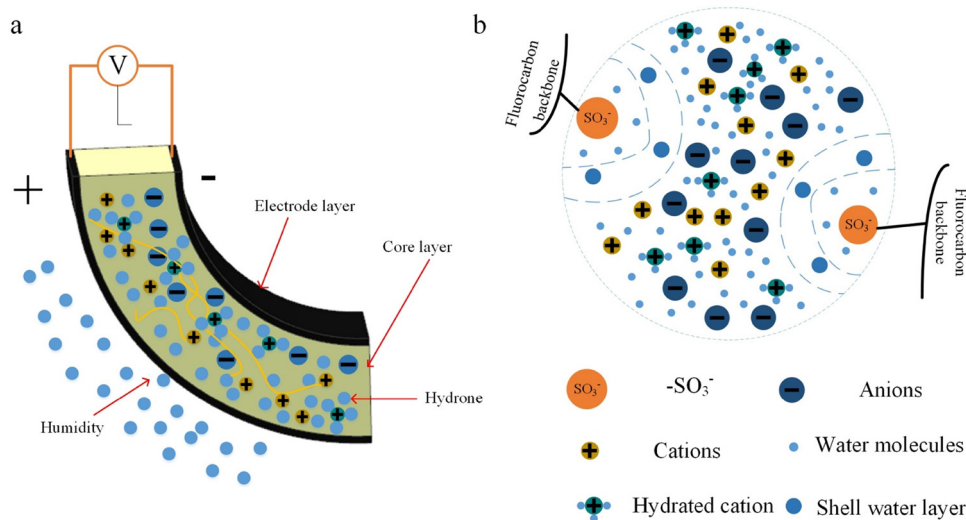 a
V
+
-
Electrode layer
Core layer
Hydrone
Humidity
b
Fluorocarbon
backbone
SO₃⁻
SO₃⁻
Fluorocarbon
backbone
SO₃⁻
-SO₃⁻
Anions
Cations
Water molecules
Hydrated cation
Shell water layer